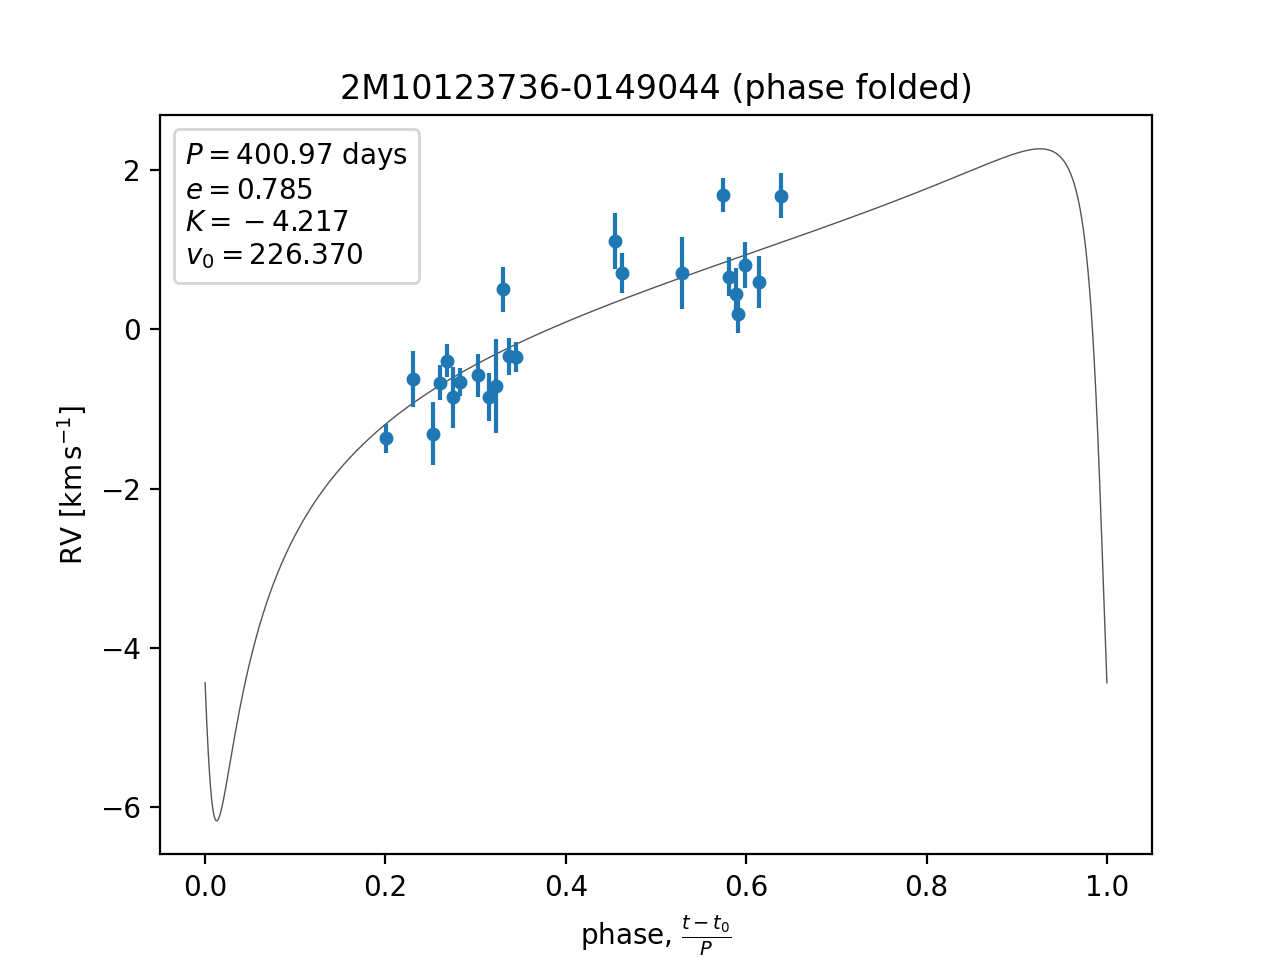 2M10123736-0149044 (phase folded)
P = 400.97 days
e = 0.785
K = −4.217
v₀ = 226.370
RV [km s⁻¹]
2
0
−2
−4
−6
0.0 0.2 0.4 0.6 0.8 1.0
phase, (t − t₀)/P